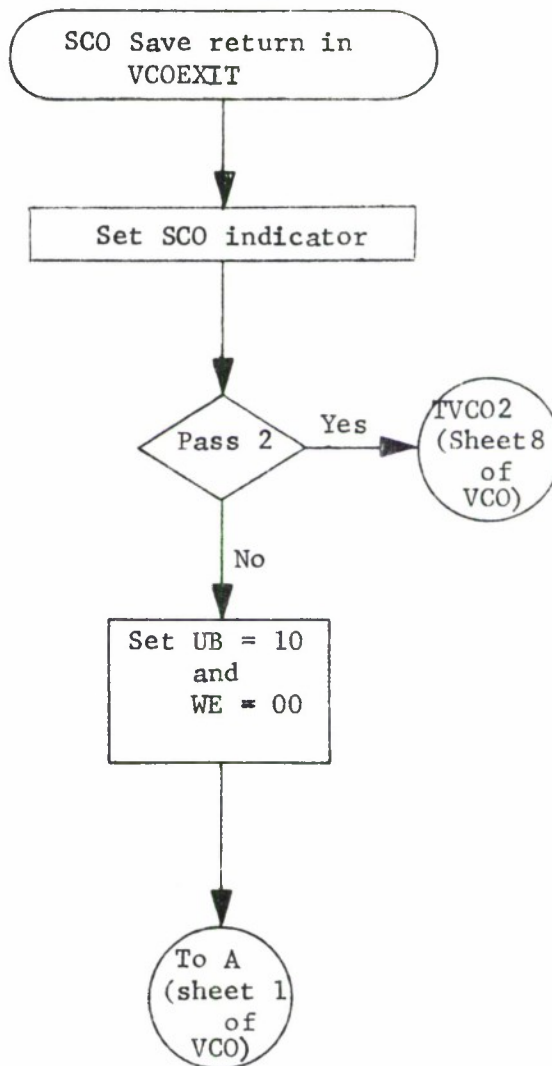 SCO Save return in
VCOEXIT
Set SCO indicator
Pass 2
Yes
TVCO2
(Sheet 8
of
VCO)
No
Set UB = 10
and
WE = 00
To A
(sheet 1
of
VCO)